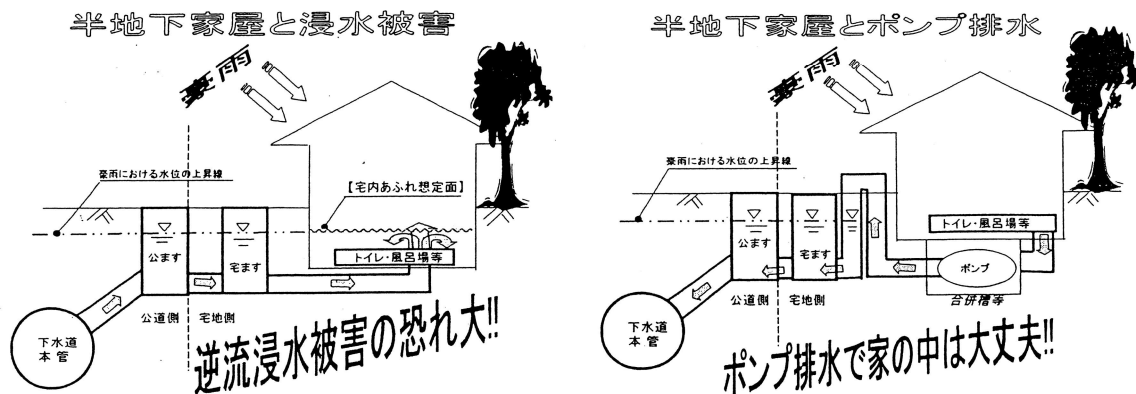 半地下家屋と浸水被害
豪雨
豪雨における水位の上昇線
【宅内あふれ想定面】
公ます
宅ます
トイレ・風呂場等
公道側
宅地側
下水道
本管
逆流浸水被害の恐れ大!!
半地下家屋とポンプ排水
豪雨
豪雨における水位の上昇線
公ます
宅ます
トイレ・風呂場等
ポンプ
合併槽等
公道側
宅地側
下水道
本管
ポンプ排水で家の中は大丈夫!!